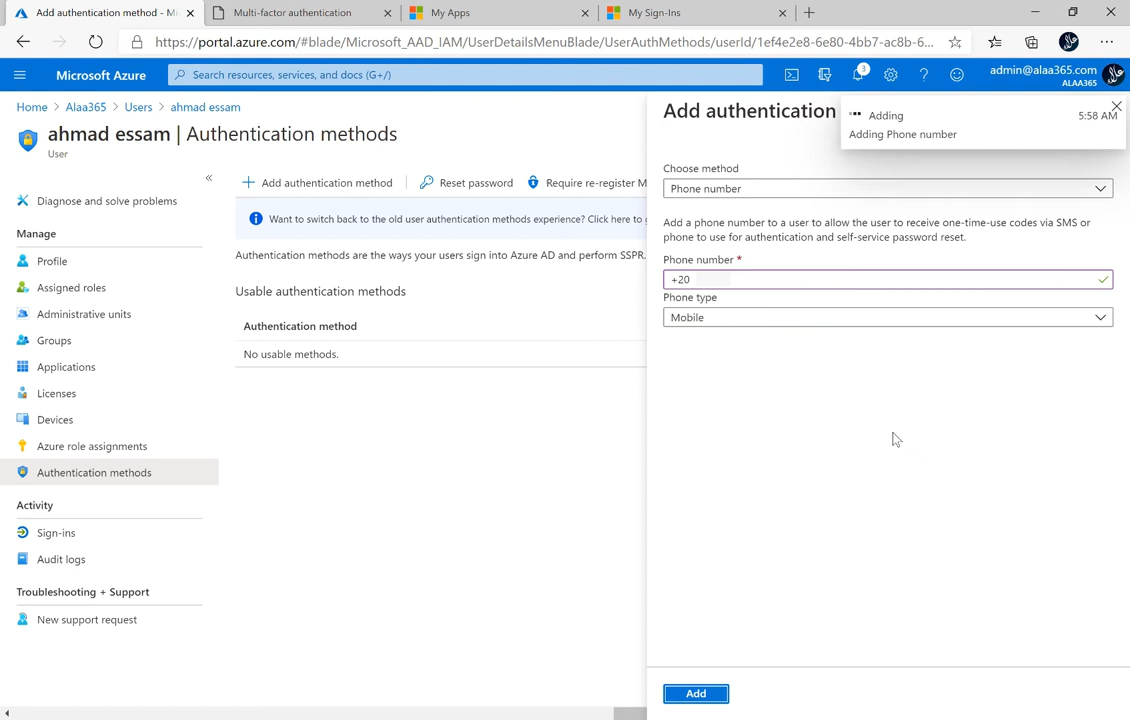 Add authentication method - Mi
Multi-factor authentication
My Apps
My Sign-Ins
https://portal.azure.com/#blade/Microsoft_AAD_IAM/UserDetailsMenuBlade/UserAuthMethods/userId/1ef4e2e8-6e80-4bb7-ac8b-6...
Microsoft Azure
Search resources, services, and docs (G+/)
3
admin@alaa365.com
ALAA365
Home > Alaa365 > Users > ahmad essam
ahmad essam | Authentication methods
User
«
Diagnose and solve problems
Manage
Profile
Assigned roles
Administrative units
Groups
Applications
Licenses
Devices
Azure role assignments
Authentication methods
Activity
Sign-ins
Audit logs
Troubleshooting + Support
New support request
Add authentication method
Reset password
Require re-register M
Want to switch back to the old user authentication methods experience? Click here to g
Authentication methods are the ways your users sign into Azure AD and perform SSPR.
Usable authentication methods
Authentication method
No usable methods.
Add authentication
Adding
5:58 AM
Adding Phone number
Choose method
Phone number
Add a phone number to a user to allow the user to receive one-time-use codes via SMS or
phone to use for authentication and self-service password reset.
Phone number *
+20
Phone type
Mobile
Add